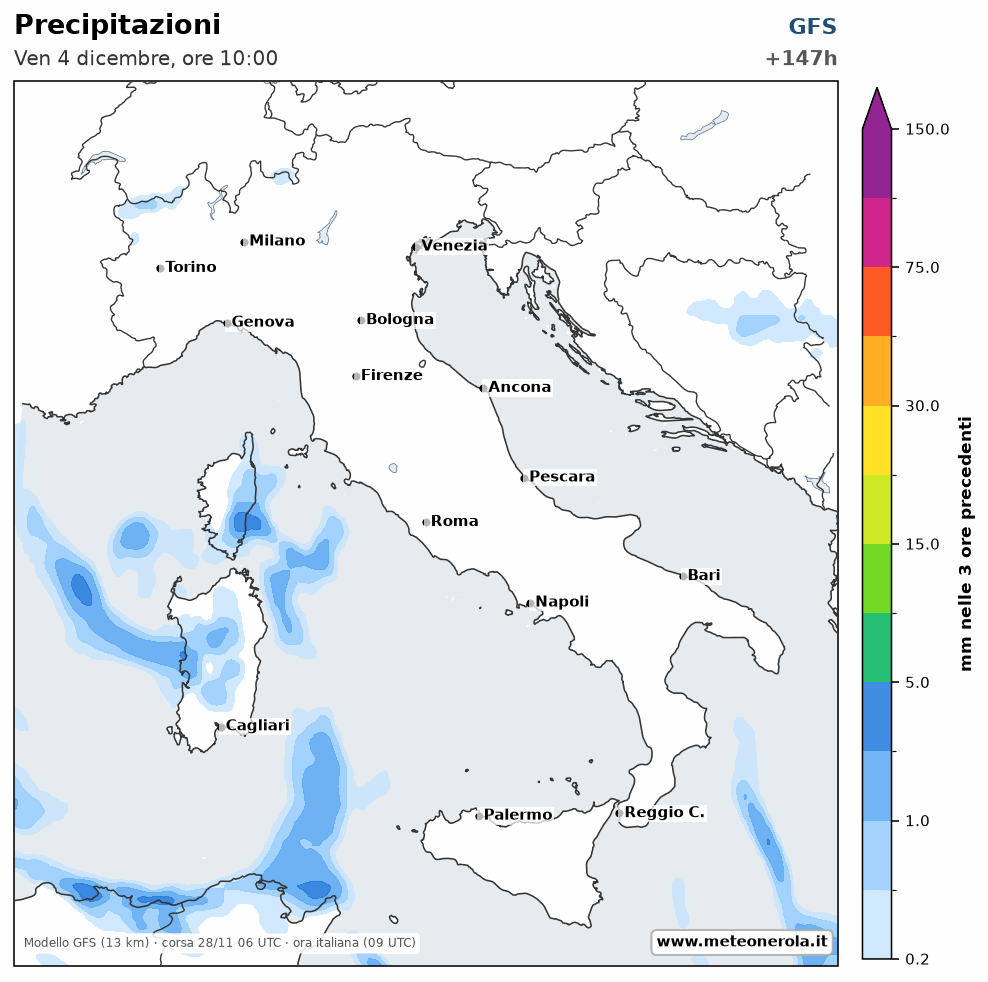 Precipitazioni
GFS
Ven 4 dicembre, ore 10:00
+147h
150.0
75.0
30.0
15.0
5.0
1.0
0.2
mm nelle 3 ore precedenti
Milano
Venezia
Torino
Genova
Bologna
Firenze
Ancona
Pescara
Roma
Bari
Napoli
Cagliari
Palermo
Reggio C.
Modello GFS (13 km) · corsa 28/11 06 UTC · ora italiana (09 UTC)
www.meteonerola.it